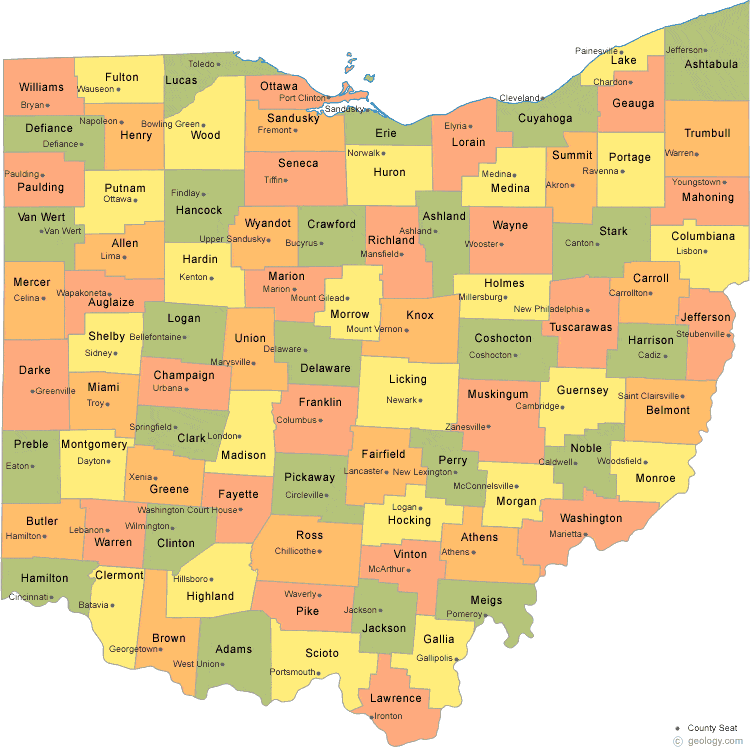 Williams
Bryan
Fulton
Wauseon
Lucas
Toledo
Ottawa
Port Clinton
Sandusky
Fremont
Sandusky
Erie
Lorain
Elyria
Cuyahoga
Cleveland
Lake
Painesville
Geauga
Chardon
Ashtabula
Jefferson
Defiance
Defiance
Henry
Napoleon
Wood
Bowling Green
Seneca
Tiffin
Huron
Norwalk
Medina
Medina
Summit
Akron
Portage
Ravenna
Trumbull
Warren
Mahoning
Youngstown
Paulding
Paulding
Putnam
Ottawa
Hancock
Findlay
Wyandot
Upper Sandusky
Crawford
Bucyrus
Richland
Mansfield
Ashland
Ashland
Wayne
Wooster
Stark
Canton
Columbiana
Lisbon
Van Wert
Van Wert
Allen
Lima
Hardin
Kenton
Marion
Marion
Morrow
Mount Gilead
Knox
Mount Vernon
Holmes
Millersburg
Tuscarawas
New Philadelphia
Carroll
Carrollton
Jefferson
Steubenville
Mercer
Celina
Auglaize
Wapakoneta
Logan
Bellefontaine
Union
Marysville
Delaware
Delaware
Coshocton
Coshocton
Harrison
Cadiz
Shelby
Sidney
Darke
Greenville
Miami
Troy
Champaign
Urbana
Franklin
Columbus
Licking
Newark
Muskingum
Zanesville
Guernsey
Cambridge
Belmont
Saint Clairsville
Clark
Springfield
Madison
London
Preble
Eaton
Montgomery
Dayton
Greene
Xenia
Fayette
Washington Court House
Pickaway
Circleville
Fairfield
Lancaster
Perry
New Lexington
Morgan
McConnelsville
Noble
Caldwell
Monroe
Woodsfield
Butler
Hamilton
Warren
Lebanon
Clinton
Wilmington
Ross
Chillicothe
Hocking
Logan
Athens
Athens
Washington
Marietta
Hamilton
Cincinnati
Clermont
Batavia
Highland
Hillsboro
Pike
Waverly
Vinton
McArthur
Jackson
Jackson
Meigs
Pomeroy
Brown
Georgetown
Adams
West Union
Scioto
Portsmouth
Gallia
Gallipolis
Lawrence
Ironton
County Seat
© geology.com